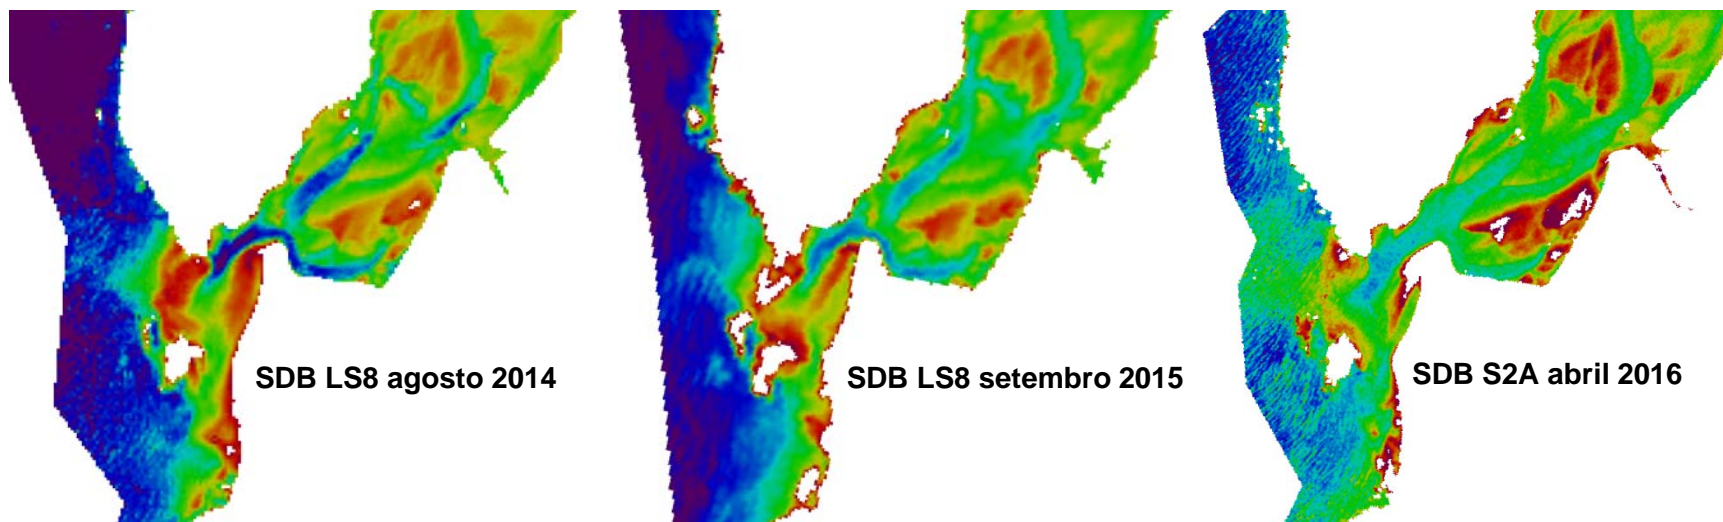 SDB LS8 agosto 2014
SDB LS8 setembro 2015
SDB S2A abril 2016